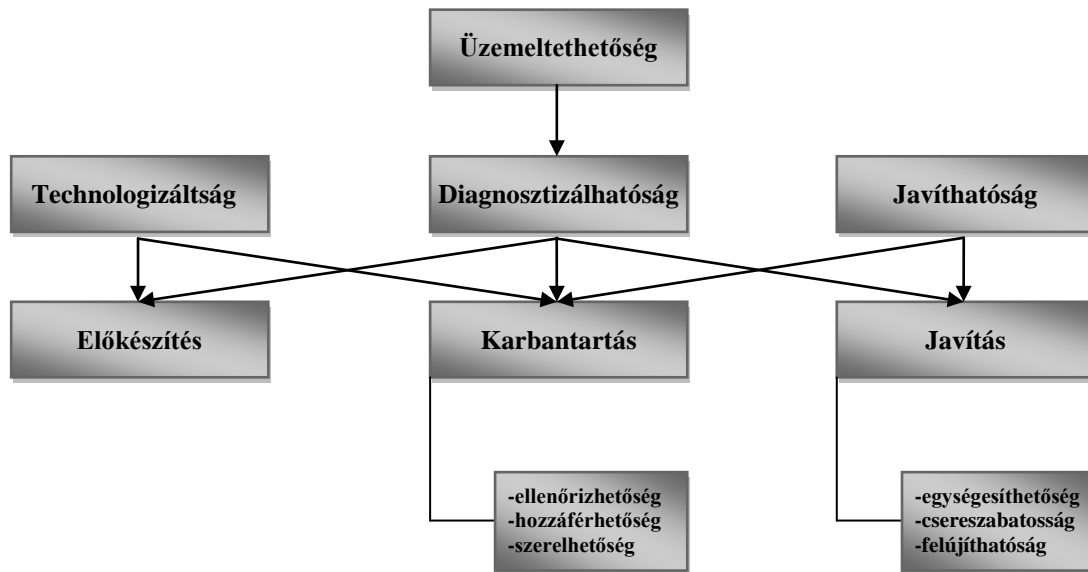 Üzemeltethetőség
Technologizáltság
Diagnosztizálhatóság
Javíthatóság
Előkészítés
Karbantartás
Javítás
-ellenőrizhetőség
-hozzáférhetőség
-szerelhetőség
-egységesíthetőség
-csereszabatosság
-felújíthatóság